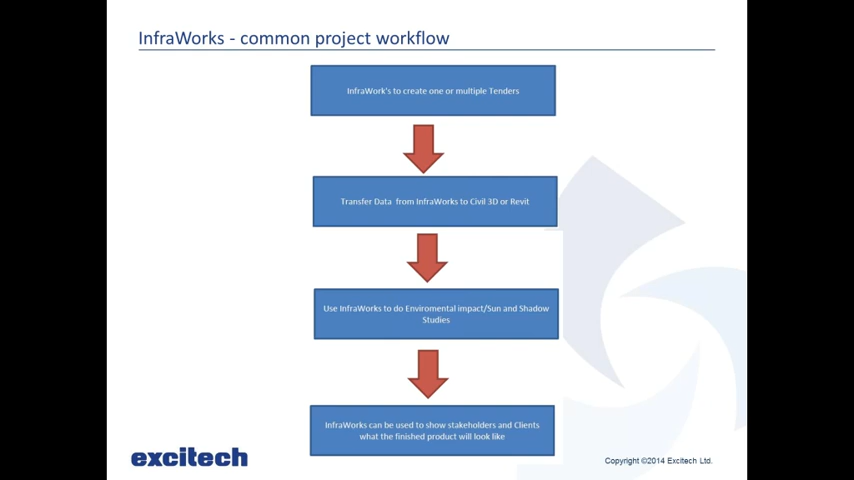 InfraWorks - common project workflow
InfraWork's to create one or multiple Tenders
Transfer Data from InfraWorks to Civil 3D or Revit
Use InfraWorks to do Enviromental impact/Sun and Shadow
Studies
InfraWorks can be used to show stakeholders and Clients
what the finished product will look like
excitech
Copyright ©2014 Excitech Ltd.